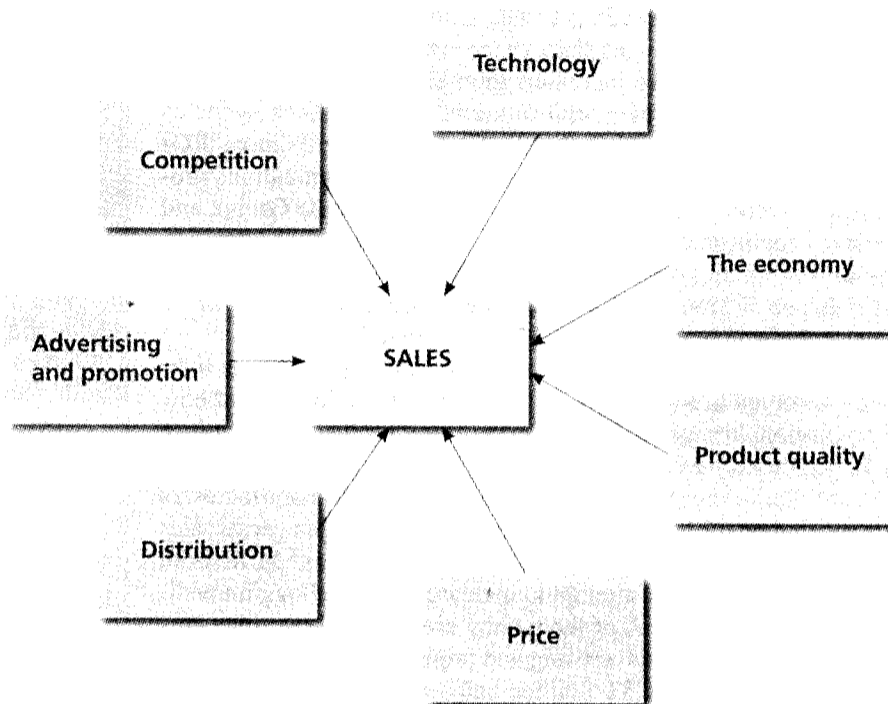 Technology
Competition
The economy
Advertising
and promotion
SALES
Product quality
Distribution
Price